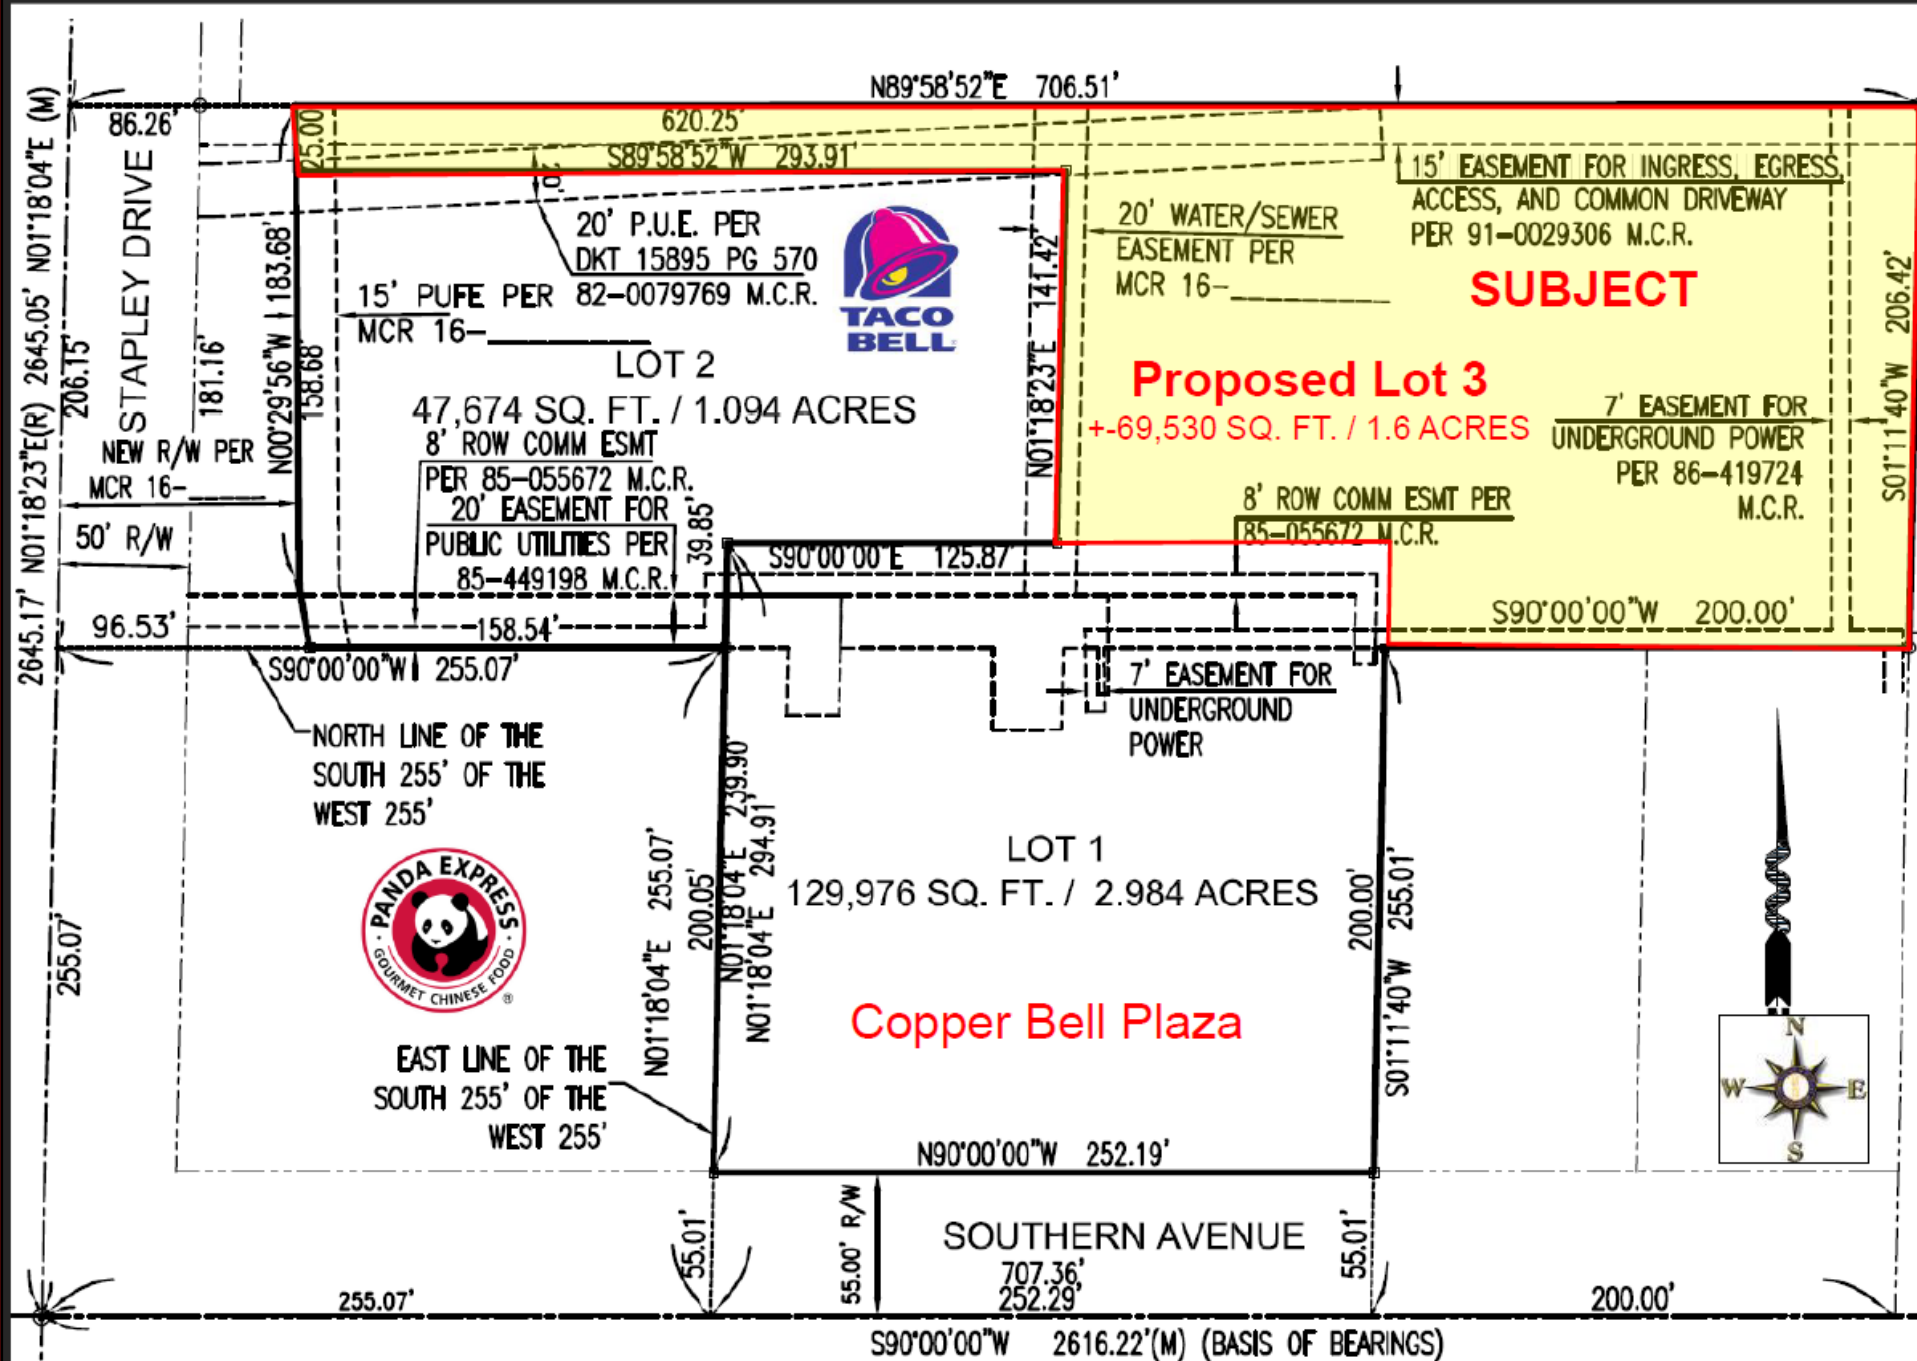 N89°58'52"E 706.51'
86.26'
25.00
620.25'
S89°58'52"W 293.91'
15' EASEMENT FOR INGRESS, EGRESS,
ACCESS, AND COMMON DRIVEWAY
PER 91-0029306 M.C.R.
20' P.U.E. PER
DKT 15895 PG 570
82-0079769 M.C.R.
TACO
BELL
20' WATER/SEWER
EASEMENT PER
MCR 16-
SUBJECT
15' PUFE PER
MCR 16-
LOT 2
47,674 SQ. FT. / 1.094 ACRES
Proposed Lot 3
+-69,530 SQ. FT. / 1.6 ACRES
7' EASEMENT FOR
UNDERGROUND POWER
PER 86-419724
M.C.R.
STAPLEY DRIVE
2645.17' N01°18'23"E(R) 2645.05' N01°18'04"E (M)
206.15'
181.16'
N00°29'56"W 183.68'
158.68'
N01°18'23"E 141.42'
S01°11'40"W 206.42'
NEW R/W PER
MCR 16-
50' R/W
8' ROW COMM ESMT
PER 85-055672 M.C.R.
20' EASEMENT FOR
PUBLIC UTILITIES PER
85-449198 M.C.R.
39.85'
8' ROW COMM ESMT PER
85-055672 M.C.R.
S90°00'00"E 125.87'
S90°00'00"W 200.00'
96.53'
158.54'
S90°00'00"W 255.07'
7' EASEMENT FOR
UNDERGROUND
POWER
NORTH LINE OF THE
SOUTH 255' OF THE
WEST 255'
PANDA EXPRESS
GOURMET CHINESE FOOD
®
255.07'
N01°18'04"E 255.07'
200.05'
N01°18'04"E 239.90'
N01°18'04"E 294.91'
LOT 1
129,976 SQ. FT. / 2.984 ACRES
200.00'
S01°11'40"W 255.01'
Copper Bell Plaza
EAST LINE OF THE
SOUTH 255' OF THE
WEST 255'
N
W E
S
N90°00'00"W 252.19'
55.01'
55.00' R/W
SOUTHERN AVENUE
55.01'
707.36'
255.07'
252.29'
200.00'
S90°00'00"W 2616.22'(M) (BASIS OF BEARINGS)